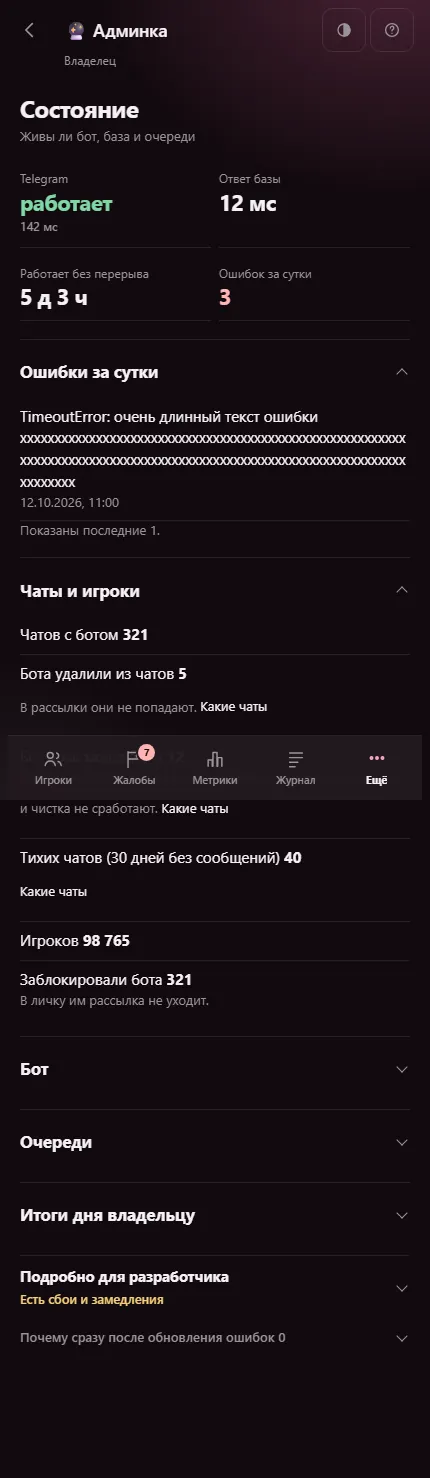 Админка
Владелец
Состояние
Живы ли бот, база и очереди
Telegram
работает
142 мс
Ответ базы
12 мс
Работает без перерыва
5 д 3 ч
Ошибок за сутки
3
Ошибки за сутки
TimeoutError: очень длинный текст ошибки
xxxxxxxxxxxxxxxxxxxxxxxxxxxxxxxxxxxxxxxxxxxxxxxxxxxxxxxx
xxxxxxxxxxxxxxxxxxxxxxxxxxxxxxxxxxxxxxxxxxxxxxxxxxxxxxxx
xxxxxxxx
12.10.2026, 11:00
Показаны последние 1.
Чаты и игроки
Чатов с ботом 321
Бота удалили из чатов 5
В рассылки они не попадают. Какие чаты
Игроки
Жалобы
7
Метрики
Журнал
Ещё
и чистка не сработают. Какие чаты
Тихих чатов (30 дней без сообщений) 40
Какие чаты
Игроков 98 765
Заблокировали бота 321
В личку им рассылка не уходит.
Бот
Очереди
Итоги дня владельцу
Подробно для разработчика
Есть сбои и замедления
Почему сразу после обновления ошибок 0